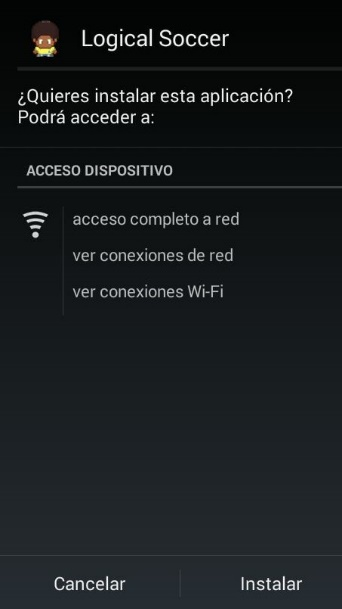 Logical Soccer
¿Quieres instalar esta aplicación?
Podrá acceder a:
ACCESO DISPOSITIVO
acceso completo a red
ver conexiones de red
ver conexiones Wi-Fi
Cancelar
Instalar